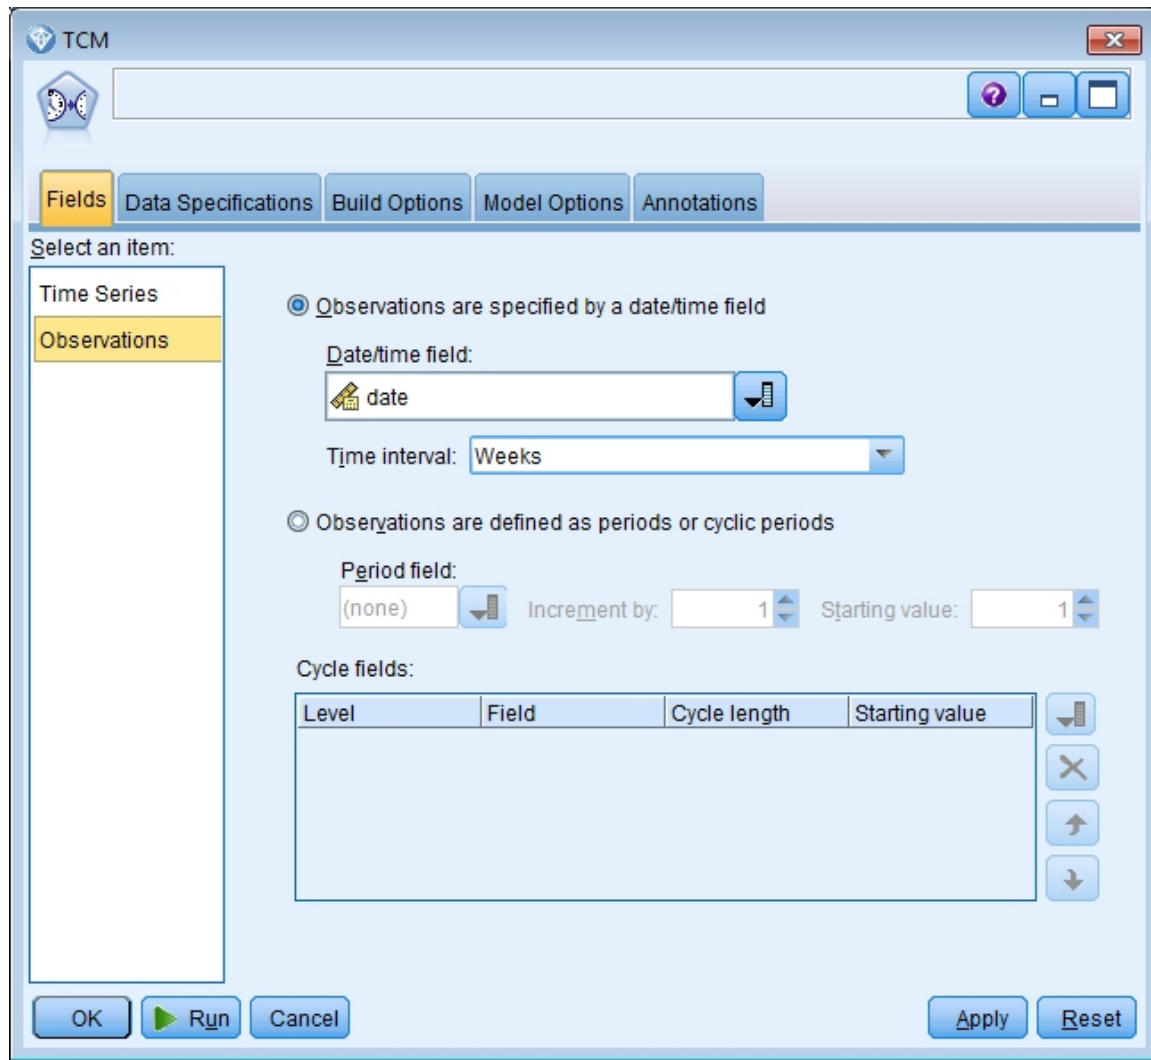 TCM
Fields Data Specifications Build Options Model Options Annotations
Select an item:
Time Series
Observations
Observations are specified by a date/time field
Date/time field:
date
Time interval: Weeks
Observations are defined as periods or cyclic periods
Period field:
(none) Increment by: 1 Starting value: 1
Cycle fields:
Level Field Cycle length Starting value
OK Run Cancel Apply Reset